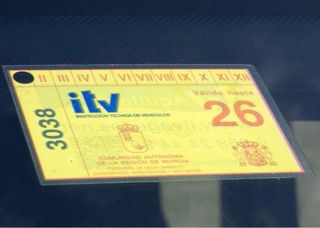 II III IV V VI VII VIII IX X XI XII
itv
Válido hasta
INSPECCIÓN TÉCNICA DE VEHÍCULOS
26
3038
COMUNIDAD AUTÓNOMA
DE LA REGIÓN DE MURCIA